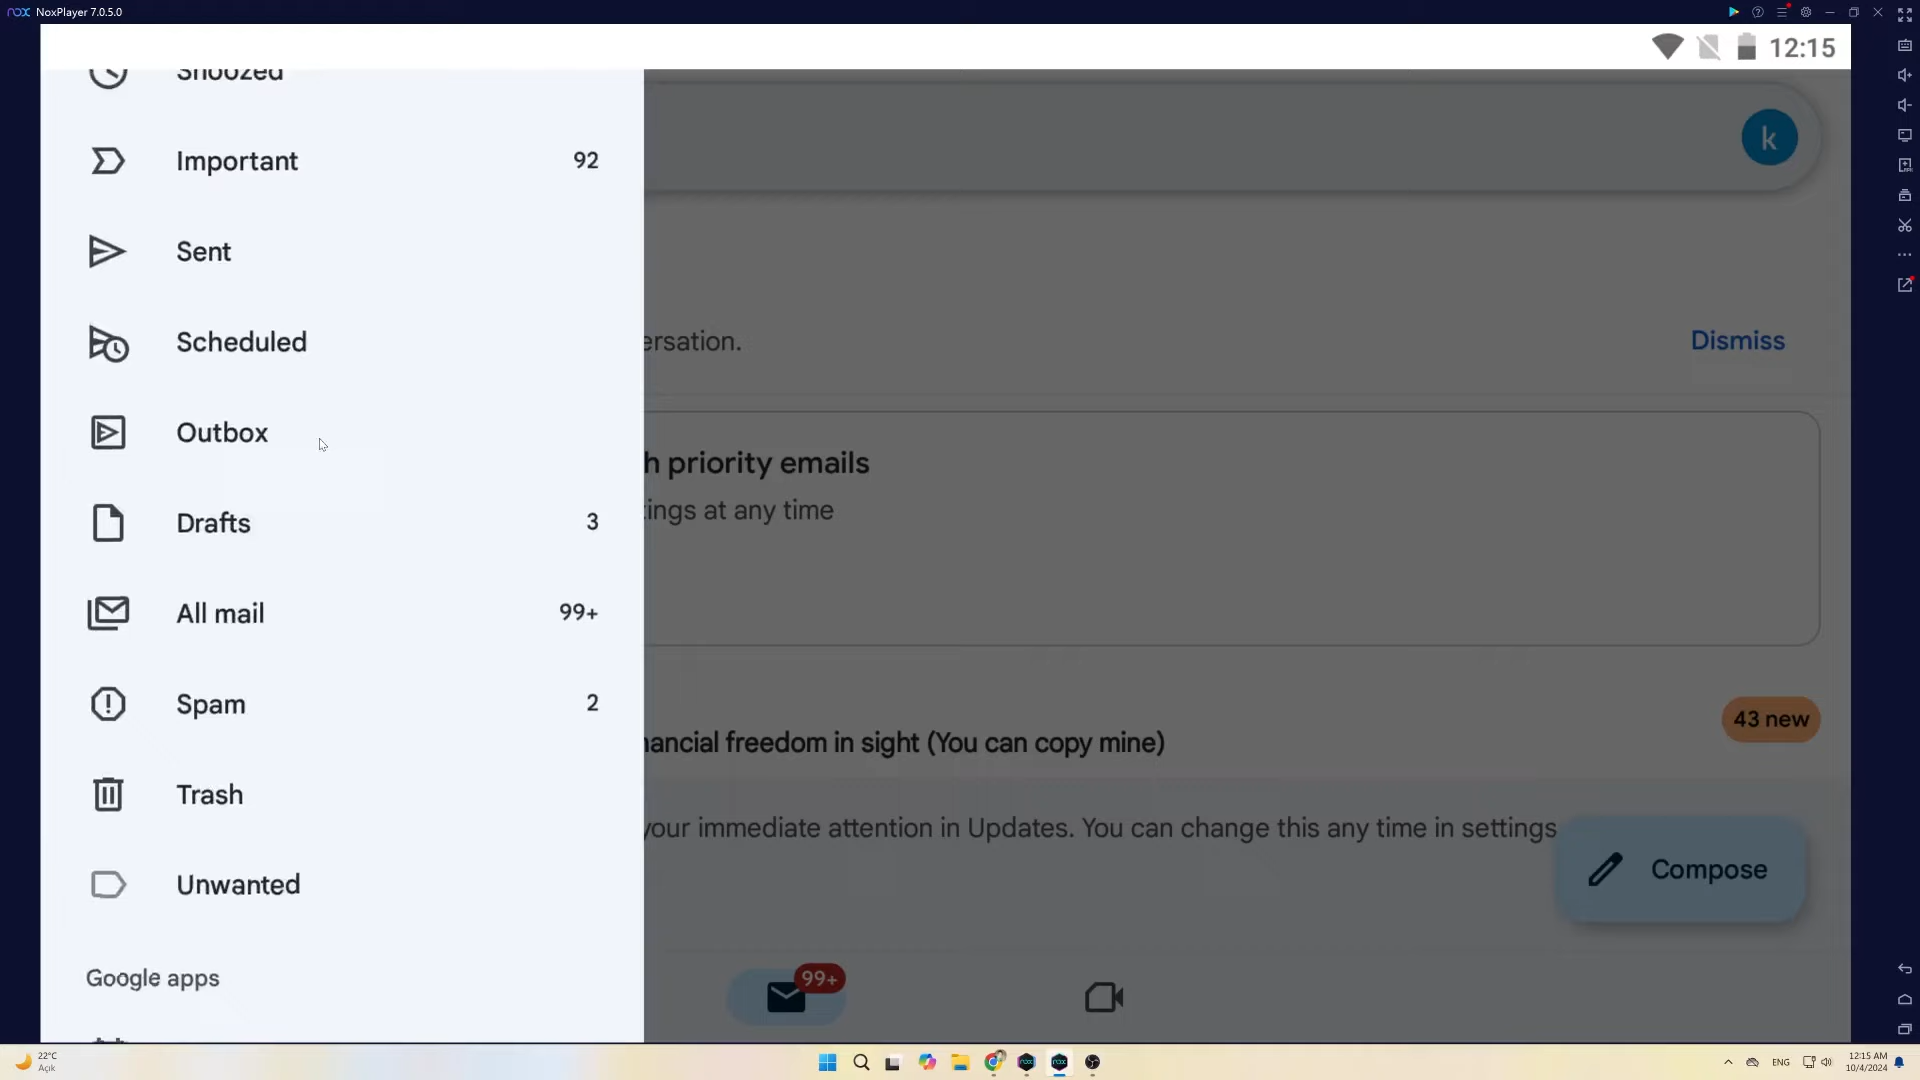 NoxPlayer 7.0.5.0
12:15
Snoozed
Important 92
k
Sent
Scheduled
ersation.
Dismiss
Outbox
h priority emails
ings at any time
Drafts 3
All mail 99+
Spam 2
43 new
nancial freedom in sight (You can copy mine)
Trash
your immediate attention in Updates. You can change this any time in settings
Compose
Unwanted
Google apps
99+
22°C
Açık
ENG
12:15 AM
10/4/2024